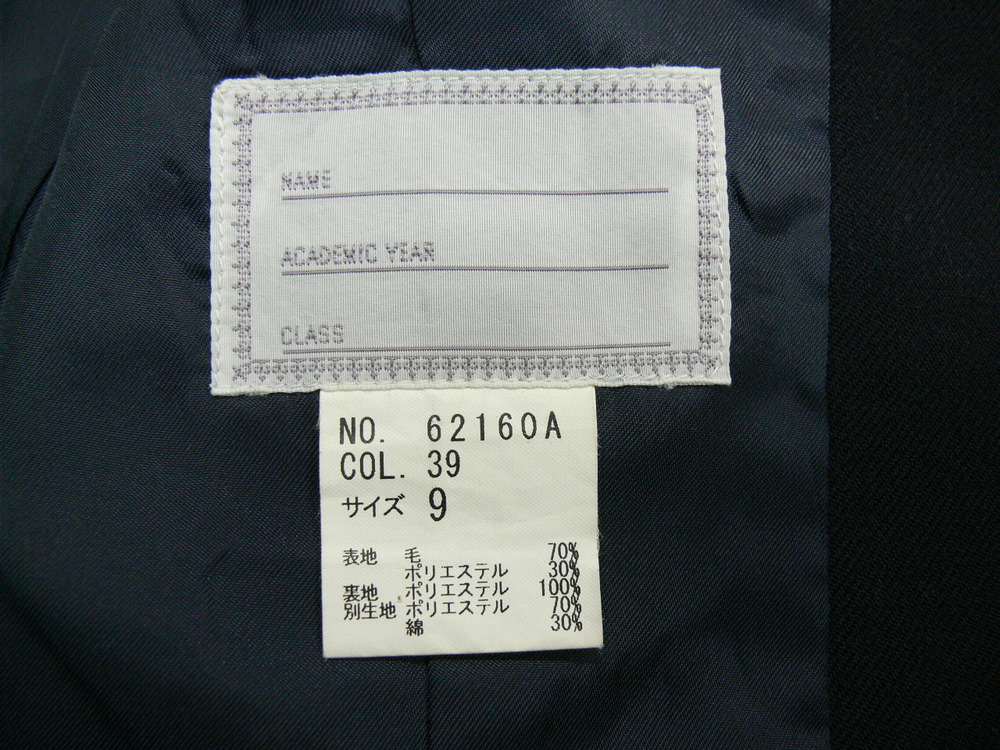 NAME
ACADEMIC YEAR
CLASS
NO. 62160A
COL. 39
サイズ 9
表地 毛 70%
ポリエステル 30%
裏地 ポリエステル 100%
別生地 ポリエステル 70%
綿 30%